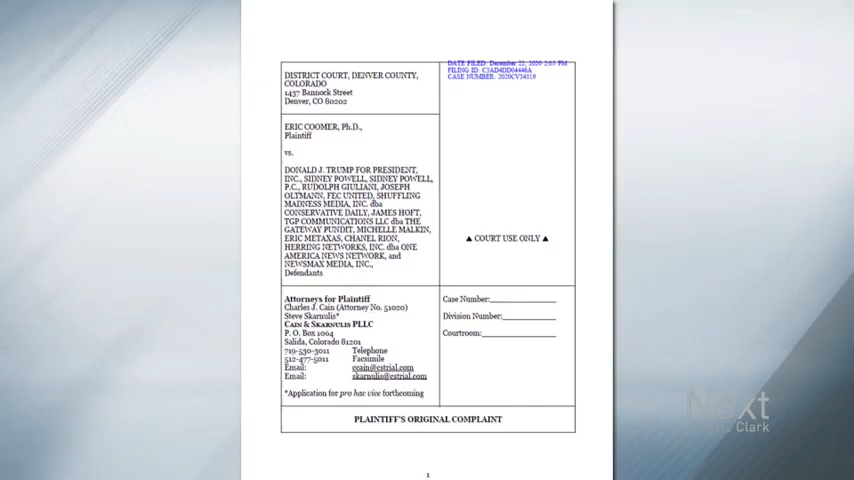 DATE FILED: December 22, 2020 2:03 PM
FILING ID: C3AD4DD04446A
CASE NUMBER: 2020CV34319
DISTRICT COURT, DENVER COUNTY,
COLORADO
1437 Bannock Street
Denver, CO 80202
ERIC COOMER, Ph.D.,
Plaintiff
vs.
DONALD J. TRUMP FOR PRESIDENT,
INC., SIDNEY POWELL, SIDNEY POWELL,
P.C., RUDOLPH GIULIANI, JOSEPH
OLTMANN, FEC UNITED, SHUFFLING
MADNESS MEDIA, INC. dba
CONSERVATIVE DAILY, JAMES HOFT,
TGP COMMUNICATIONS LLC dba THE
GATEWAY PUNDIT, MICHELLE MALKIN,
ERIC METAXAS, CHANEL RION,
HERRING NETWORKS, INC. dba ONE
AMERICA NEWS NETWORK, and
NEWSMAX MEDIA, INC.,
Defendants
▲ COURT USE ONLY ▲
Attorneys for Plaintiff
Charles J. Cain (Attorney No. 51020)
Steve Skarnulis*
CAIN & SKARNULIS PLLC
P. O. Box 1064
Salida, Colorado 81201
719-530-3011 Telephone
512-477-5011 Facsimile
Email: ccain@cstrial.com
Email: skarnulis@cstrial.com
*Application for pro hac vice forthcoming
Case Number:
Division Number:
Courtroom:
PLAINTIFF'S ORIGINAL COMPLAINT
1
Next
Clark